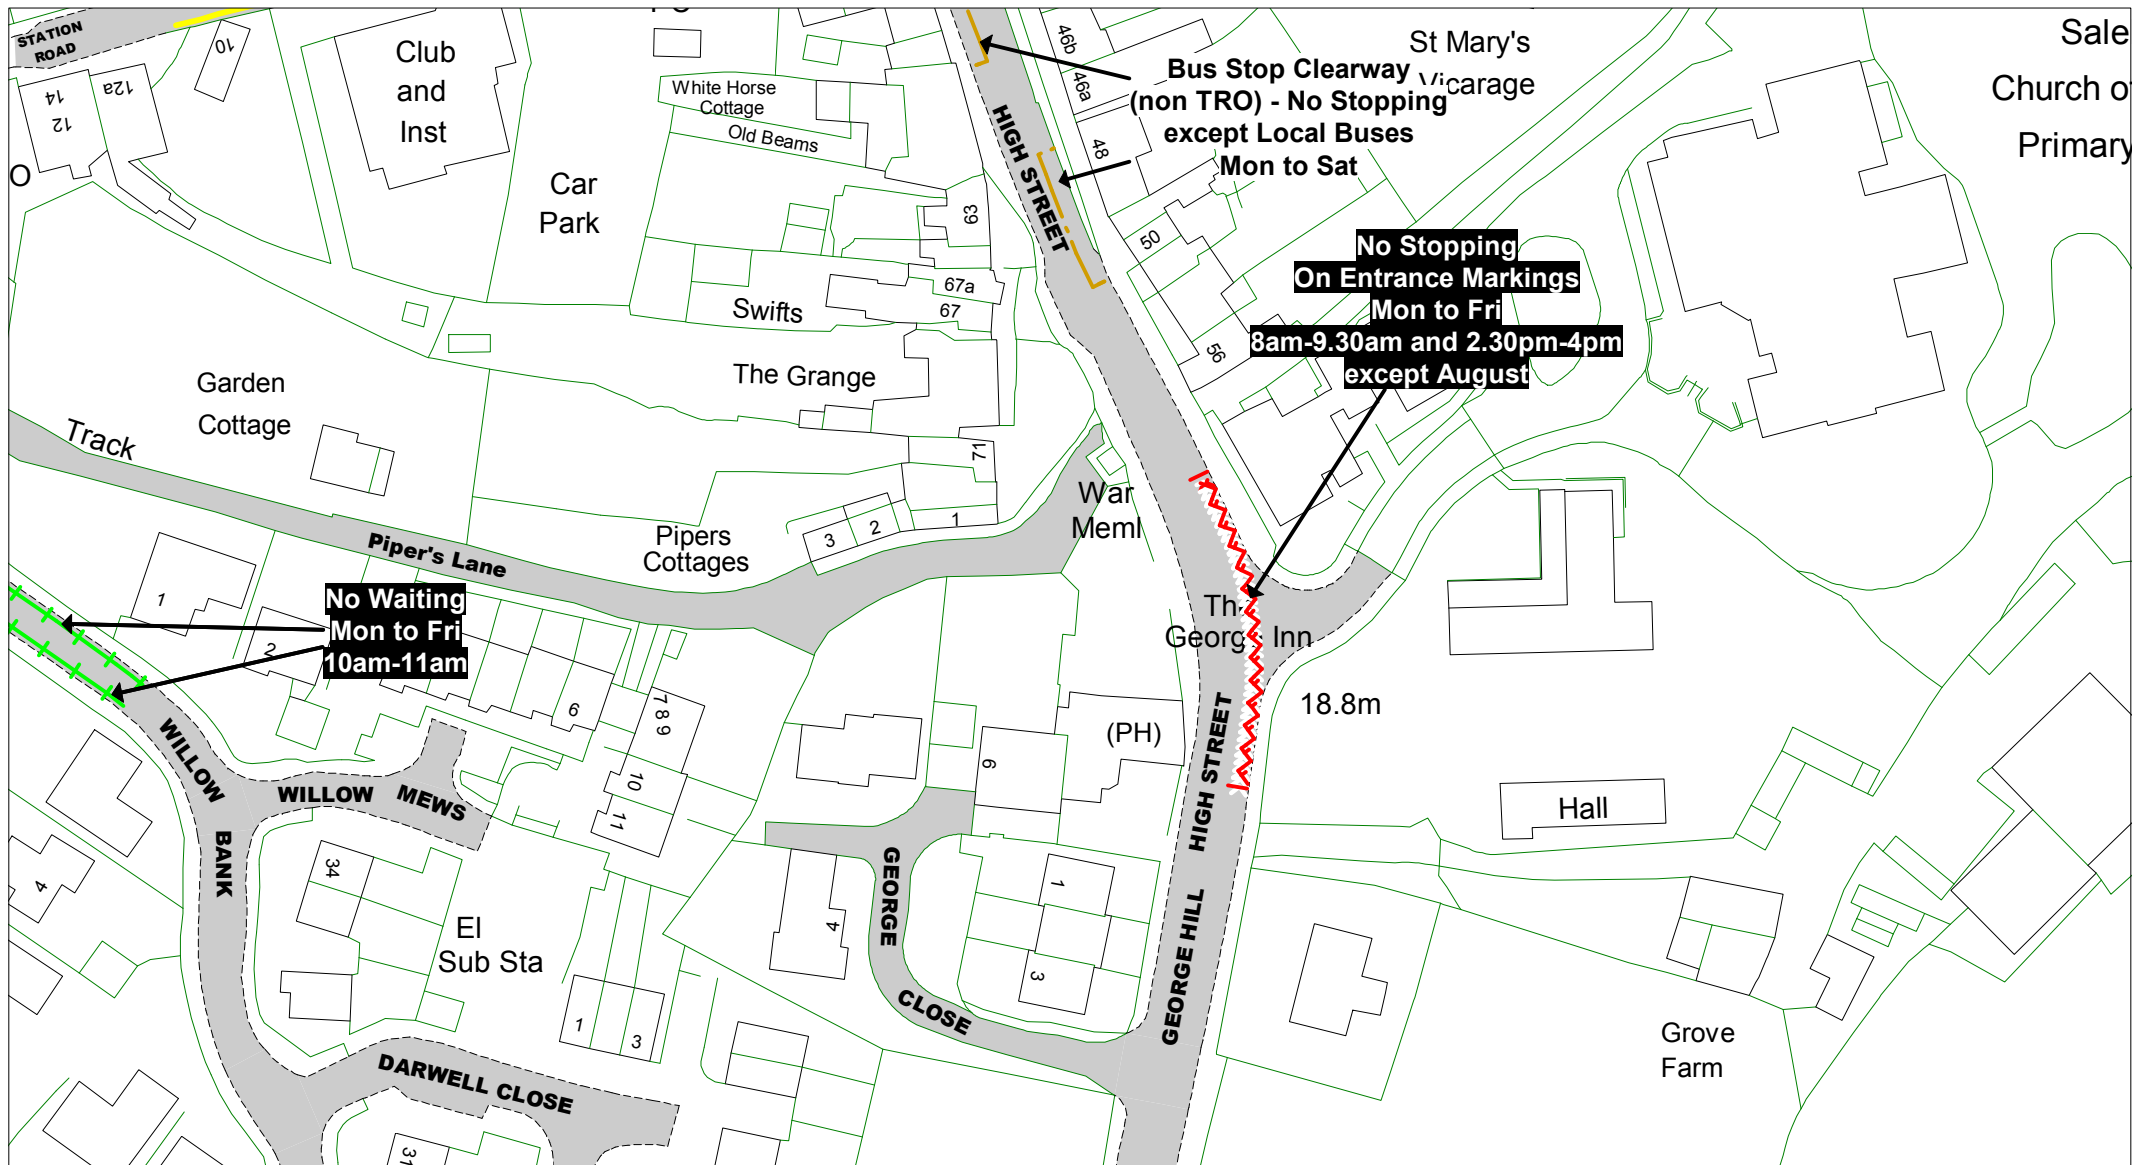 STATION
ROAD
10
14
12
12a
O
Club
and
Inst
Car
Park
White Horse
Cottage
Old Beams
46b
46a
48
St Mary's
Vicarage
Bus Stop Clearway
(non TRO) - No Stopping
except Local Buses
Mon to Sat
Sale
Church of
Primary
HIGH STREET
63
50
67a
67
Swifts
The Grange
56
No Stopping
On Entrance Markings
Mon to Fri
8am-9.30am and 2.30pm-4pm
except August
Garden
Cottage
Track
71
War
Meml
Pipers
Cottages
3
2
1
Piper's Lane
1
2
No Waiting
Mon to Fri
10am-11am
6
7 8 9
10
11
The
George Inn
(PH)
18.8m
HIGH STREET
Hall
WILLOW
BANK
WILLOW MEWS
34
4
El
Sub Sta
1
3
9
GEORGE
CLOSE
4
1
3
GEORGE HILL
Grove
Farm
DARWELL CLOSE
31